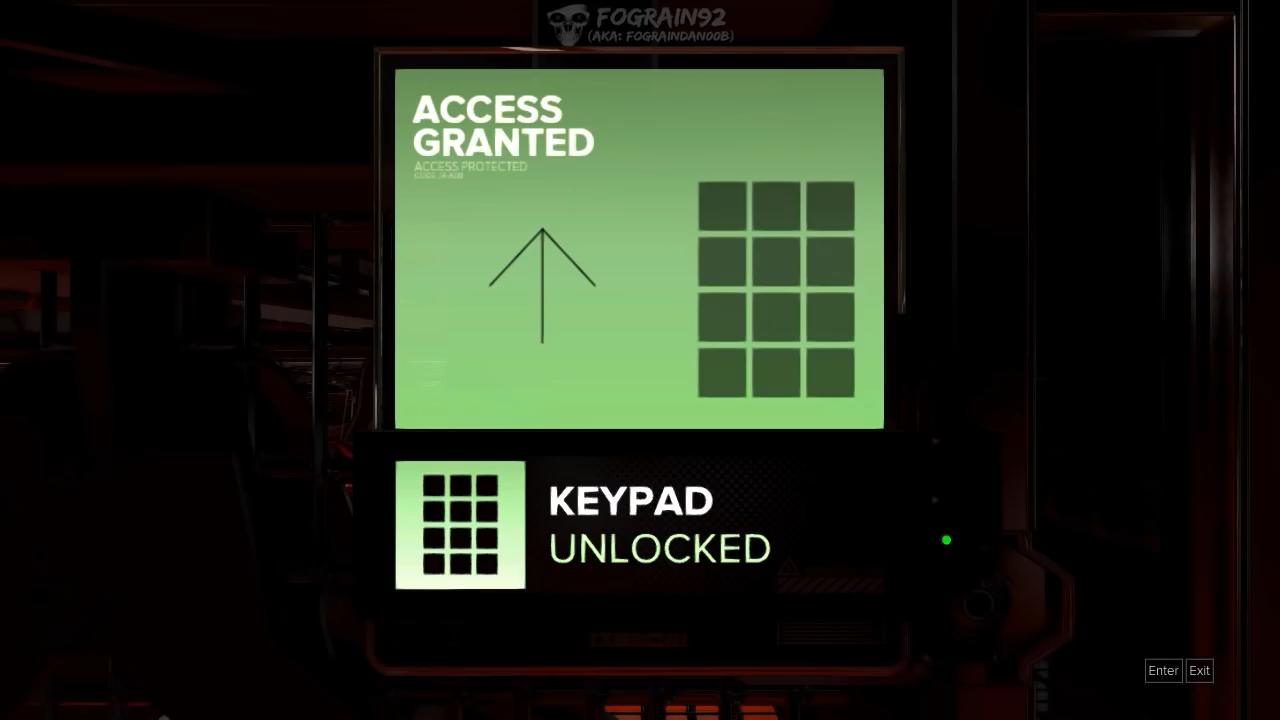 FOGRAIN92
(AKA: FOGRAINDANOOB)
ACCESS
GRANTED
ACCESS PROTECTED
KEYPAD
UNLOCKED
Enter Exit